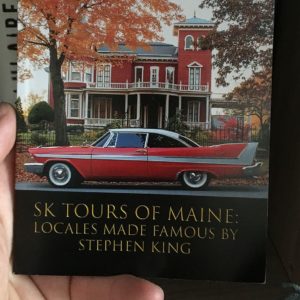 SK TOURS OF MAINE:
LOCALES MADE FAMOUS BY
STEPHEN KING